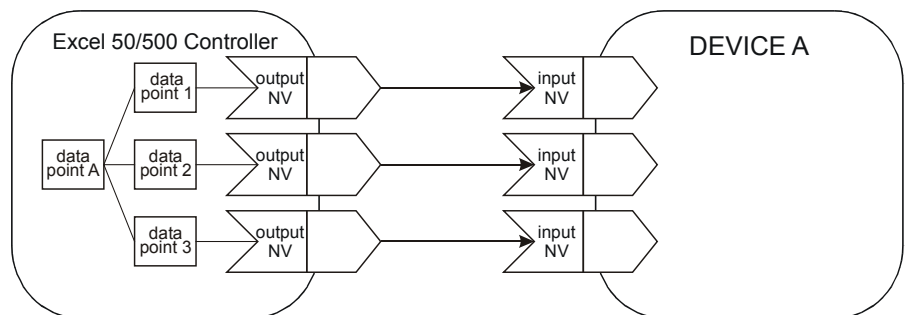 Excel 50/500 Controller
DEVICE A
data
point 1
output
NV
input
NV
data
point A
data
point 2
output
NV
input
NV
data
point 3
output
NV
input
NV